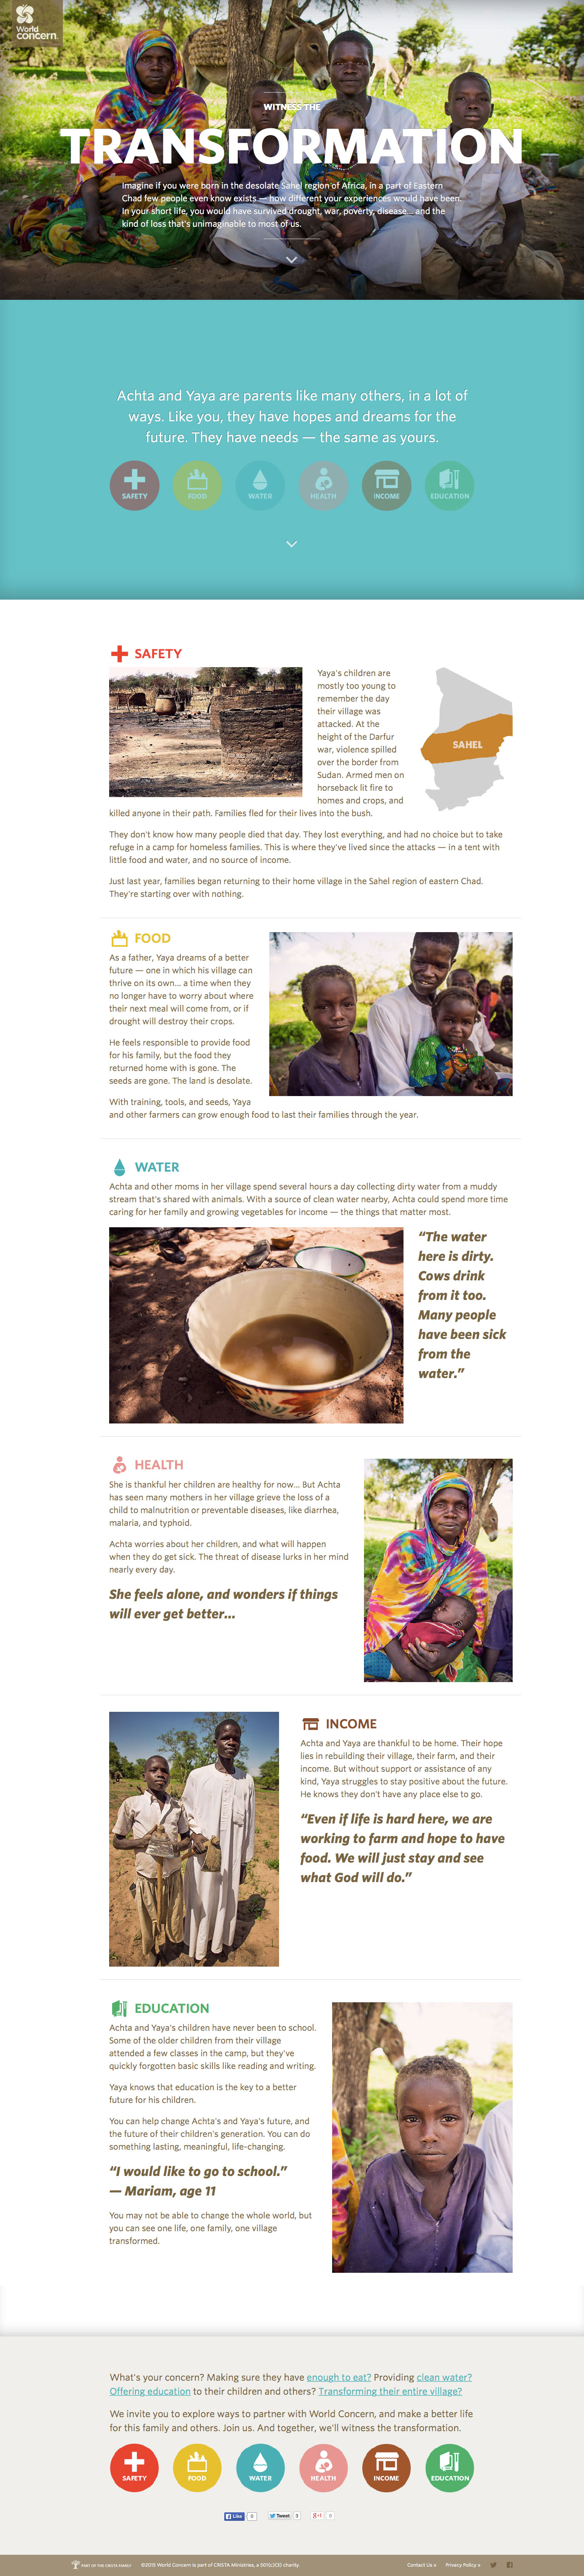 World
concern.
WITNESS THE
TRANSFORMATION
Imagine if you were born in the desolate Sahel region of Africa, in a part of Eastern
Chad few people even know exists — how different your experiences would have been.
In your short life, you would have survived drought, war, poverty, disease... and the
kind of loss that's unimaginable to most of us.
Achta and Yaya are parents like many others, in a lot of
ways. Like you, they have hopes and dreams for the
future. They have needs — the same as yours.
SAFETY
FOOD
WATER
HEALTH
INCOME
EDUCATION
SAFETY
Yaya's children are
mostly too young to
remember the day
their village was
attacked. At the
height of the Darfur
war, violence spilled
over the border from
Sudan. Armed men on
horseback lit fire to
homes and crops, and
killed anyone in their path. Families fled for their lives into the bush.
SAHEL
They don't know how many people died that day. They lost everything, and had no choice but to take
refuge in a camp for homeless families. This is where they've lived since the attacks — in a tent with
little food and water, and no source of income.
Just last year, families began returning to their home village in the Sahel region of eastern Chad.
They're starting over with nothing.
FOOD
As a father, Yaya dreams of a better
future — one in which his village can
thrive on its own... a time when they
no longer have to worry about where
their next meal will come from, or if
drought will destroy their crops.
He feels responsible to provide food
for his family, but the food they
returned home with is gone. The
seeds are gone. The land is desolate.
With training, tools, and seeds, Yaya
and other farmers can grow enough food to last their families through the year.
WATER
Achta and other moms in her village spend several hours a day collecting dirty water from a muddy
stream that's shared with animals. With a source of clean water nearby, Achta could spend more time
caring for her family and growing vegetables for income — the things that matter most.
“The water
here is dirty.
Cows drink
from it too.
Many people
have been sick
from the
water.”
HEALTH
She is thankful her children are healthy for now... But Achta
has seen many mothers in her village grieve the loss of a
child to malnutrition or preventable diseases, like diarrhea,
malaria, and typhoid.
Achta worries about her children, and what will happen
when they do get sick. The threat of disease lurks in her mind
nearly every day.
She feels alone, and wonders if things
will ever get better...
INCOME
Achta and Yaya are thankful to be home. Their hope
lies in rebuilding their village, their farm, and their
income. But without support or assistance of any
kind, Yaya struggles to stay positive about the future.
He knows they don't have any place else to go.
“Even if life is hard here, we are
working to farm and hope to have
food. We will just stay and see
what God will do.”
EDUCATION
Achta and Yaya's children have never been to school.
Some of the older children from their village
attended a few classes in the camp, but they've
quickly forgotten basic skills like reading and writing.
Yaya knows that education is the key to a better
future for his children.
You can help change Achta's and Yaya's future, and
the future of their children's generation. You can do
something lasting, meaningful, life-changing.
“I would like to go to school.”
— Mariam, age 11
You may not be able to change the whole world, but
you can see one life, one family, one village
transformed.
What's your concern? Making sure they have enough to eat? Providing clean water?
Offering education to their children and others? Transforming their entire village?
We invite you to explore ways to partner with World Concern, and make a better life
for this family and others. Join us. And together, we'll witness the transformation.
SAFETY
FOOD
WATER
HEALTH
INCOME
EDUCATION
Like 0
Tweet 3
g+1 0
PART OF THE CRISTA FAMILY
©2015 World Concern is part of CRISTA Ministries, a 501(c)(3) charity.
Contact Us »
Privacy Policy »